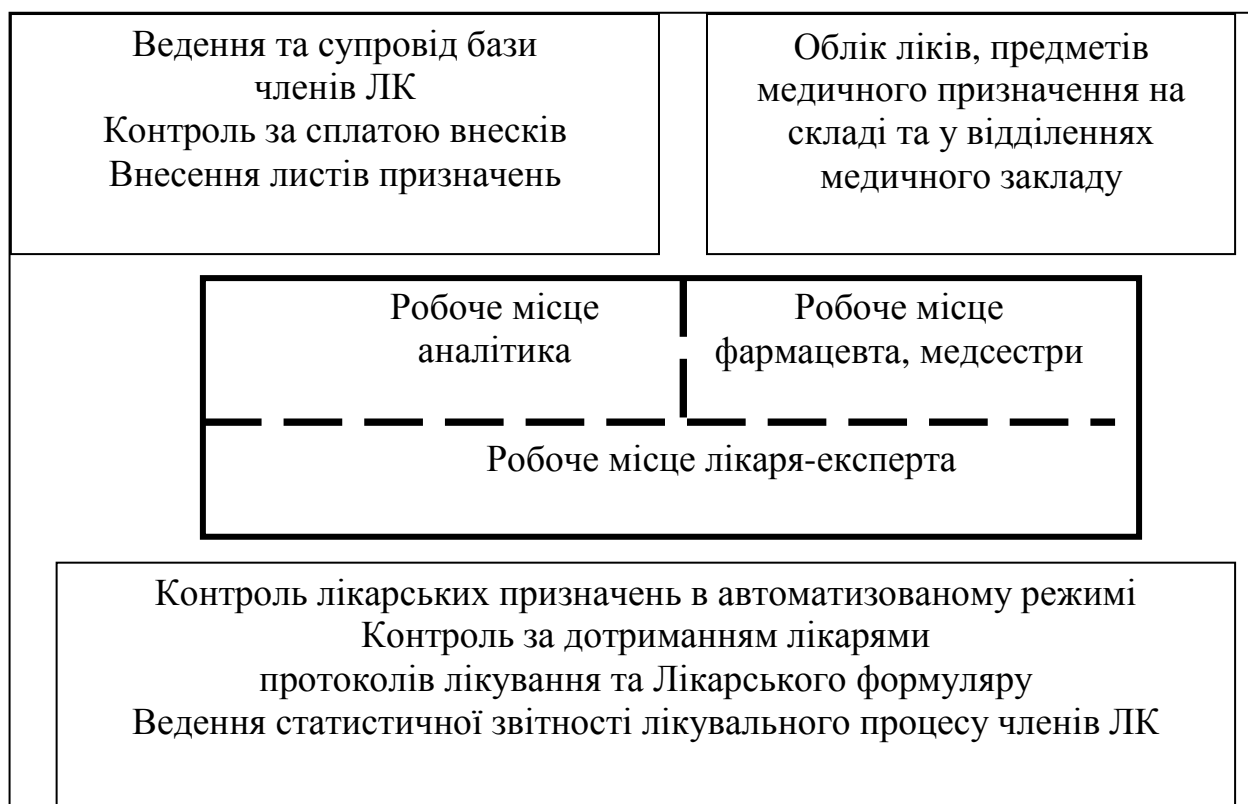 Ведення та супровід бази
членів ЛК
Контроль за сплатою внесків
Внесення листів призначень
Облік ліків, предметів
медичного призначення на
складі та у відділеннях
медичного закладу
Робоче місце
аналітика
Робоче місце
фармацевта, медсестри
Робоче місце лікаря-експерта
Контроль лікарських призначень в автоматизованому режимі
Контроль за дотриманням лікарями
протоколів лікування та Лікарського формуляру
Ведення статистичної звітності лікувального процесу членів ЛК